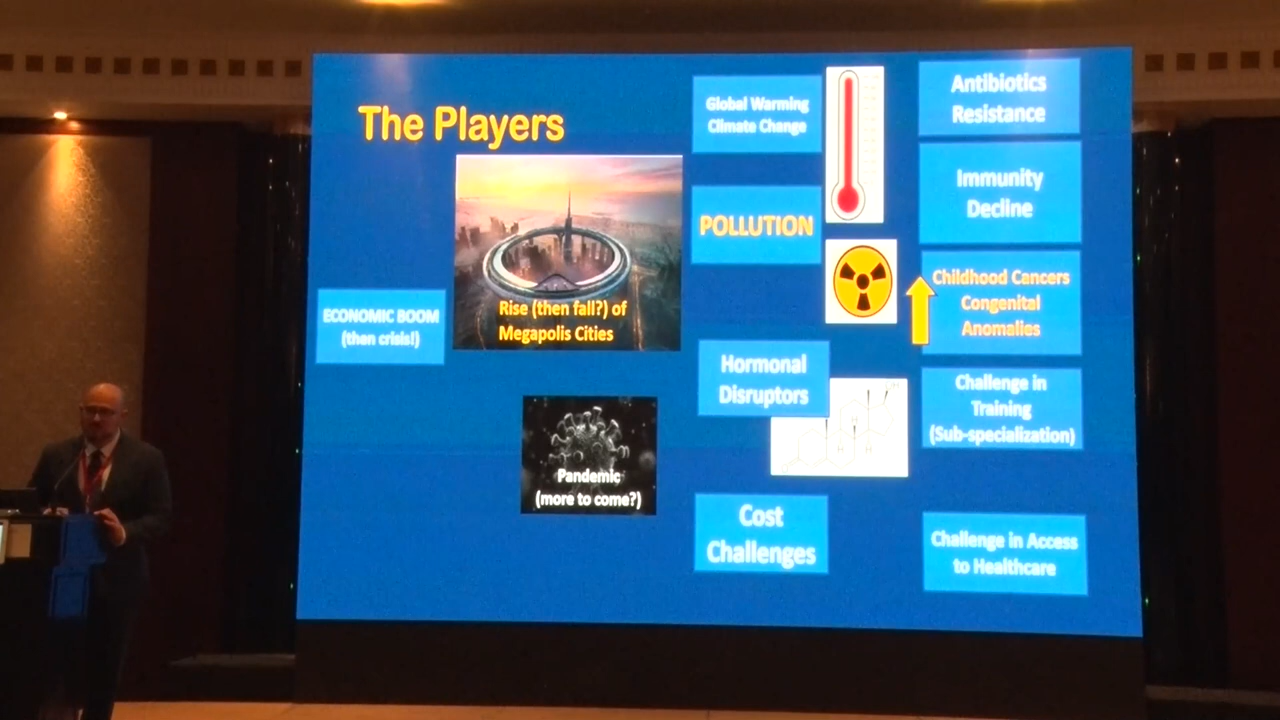 The Players
ECONOMIC BOOM
(then crisis!)
Rise (then fall?) of
Megapolis Cities
Pandemic
(more to come?)
Global Warming
Climate Change
POLLUTION
Hormonal
Disruptors
Cost
Challenges
Antibiotics
Resistance
Immunity
Decline
Childhood Cancers
Congenital
Anomalies
Challenge in
Training
(Sub-specialization)
Challenge in Access
to Healthcare